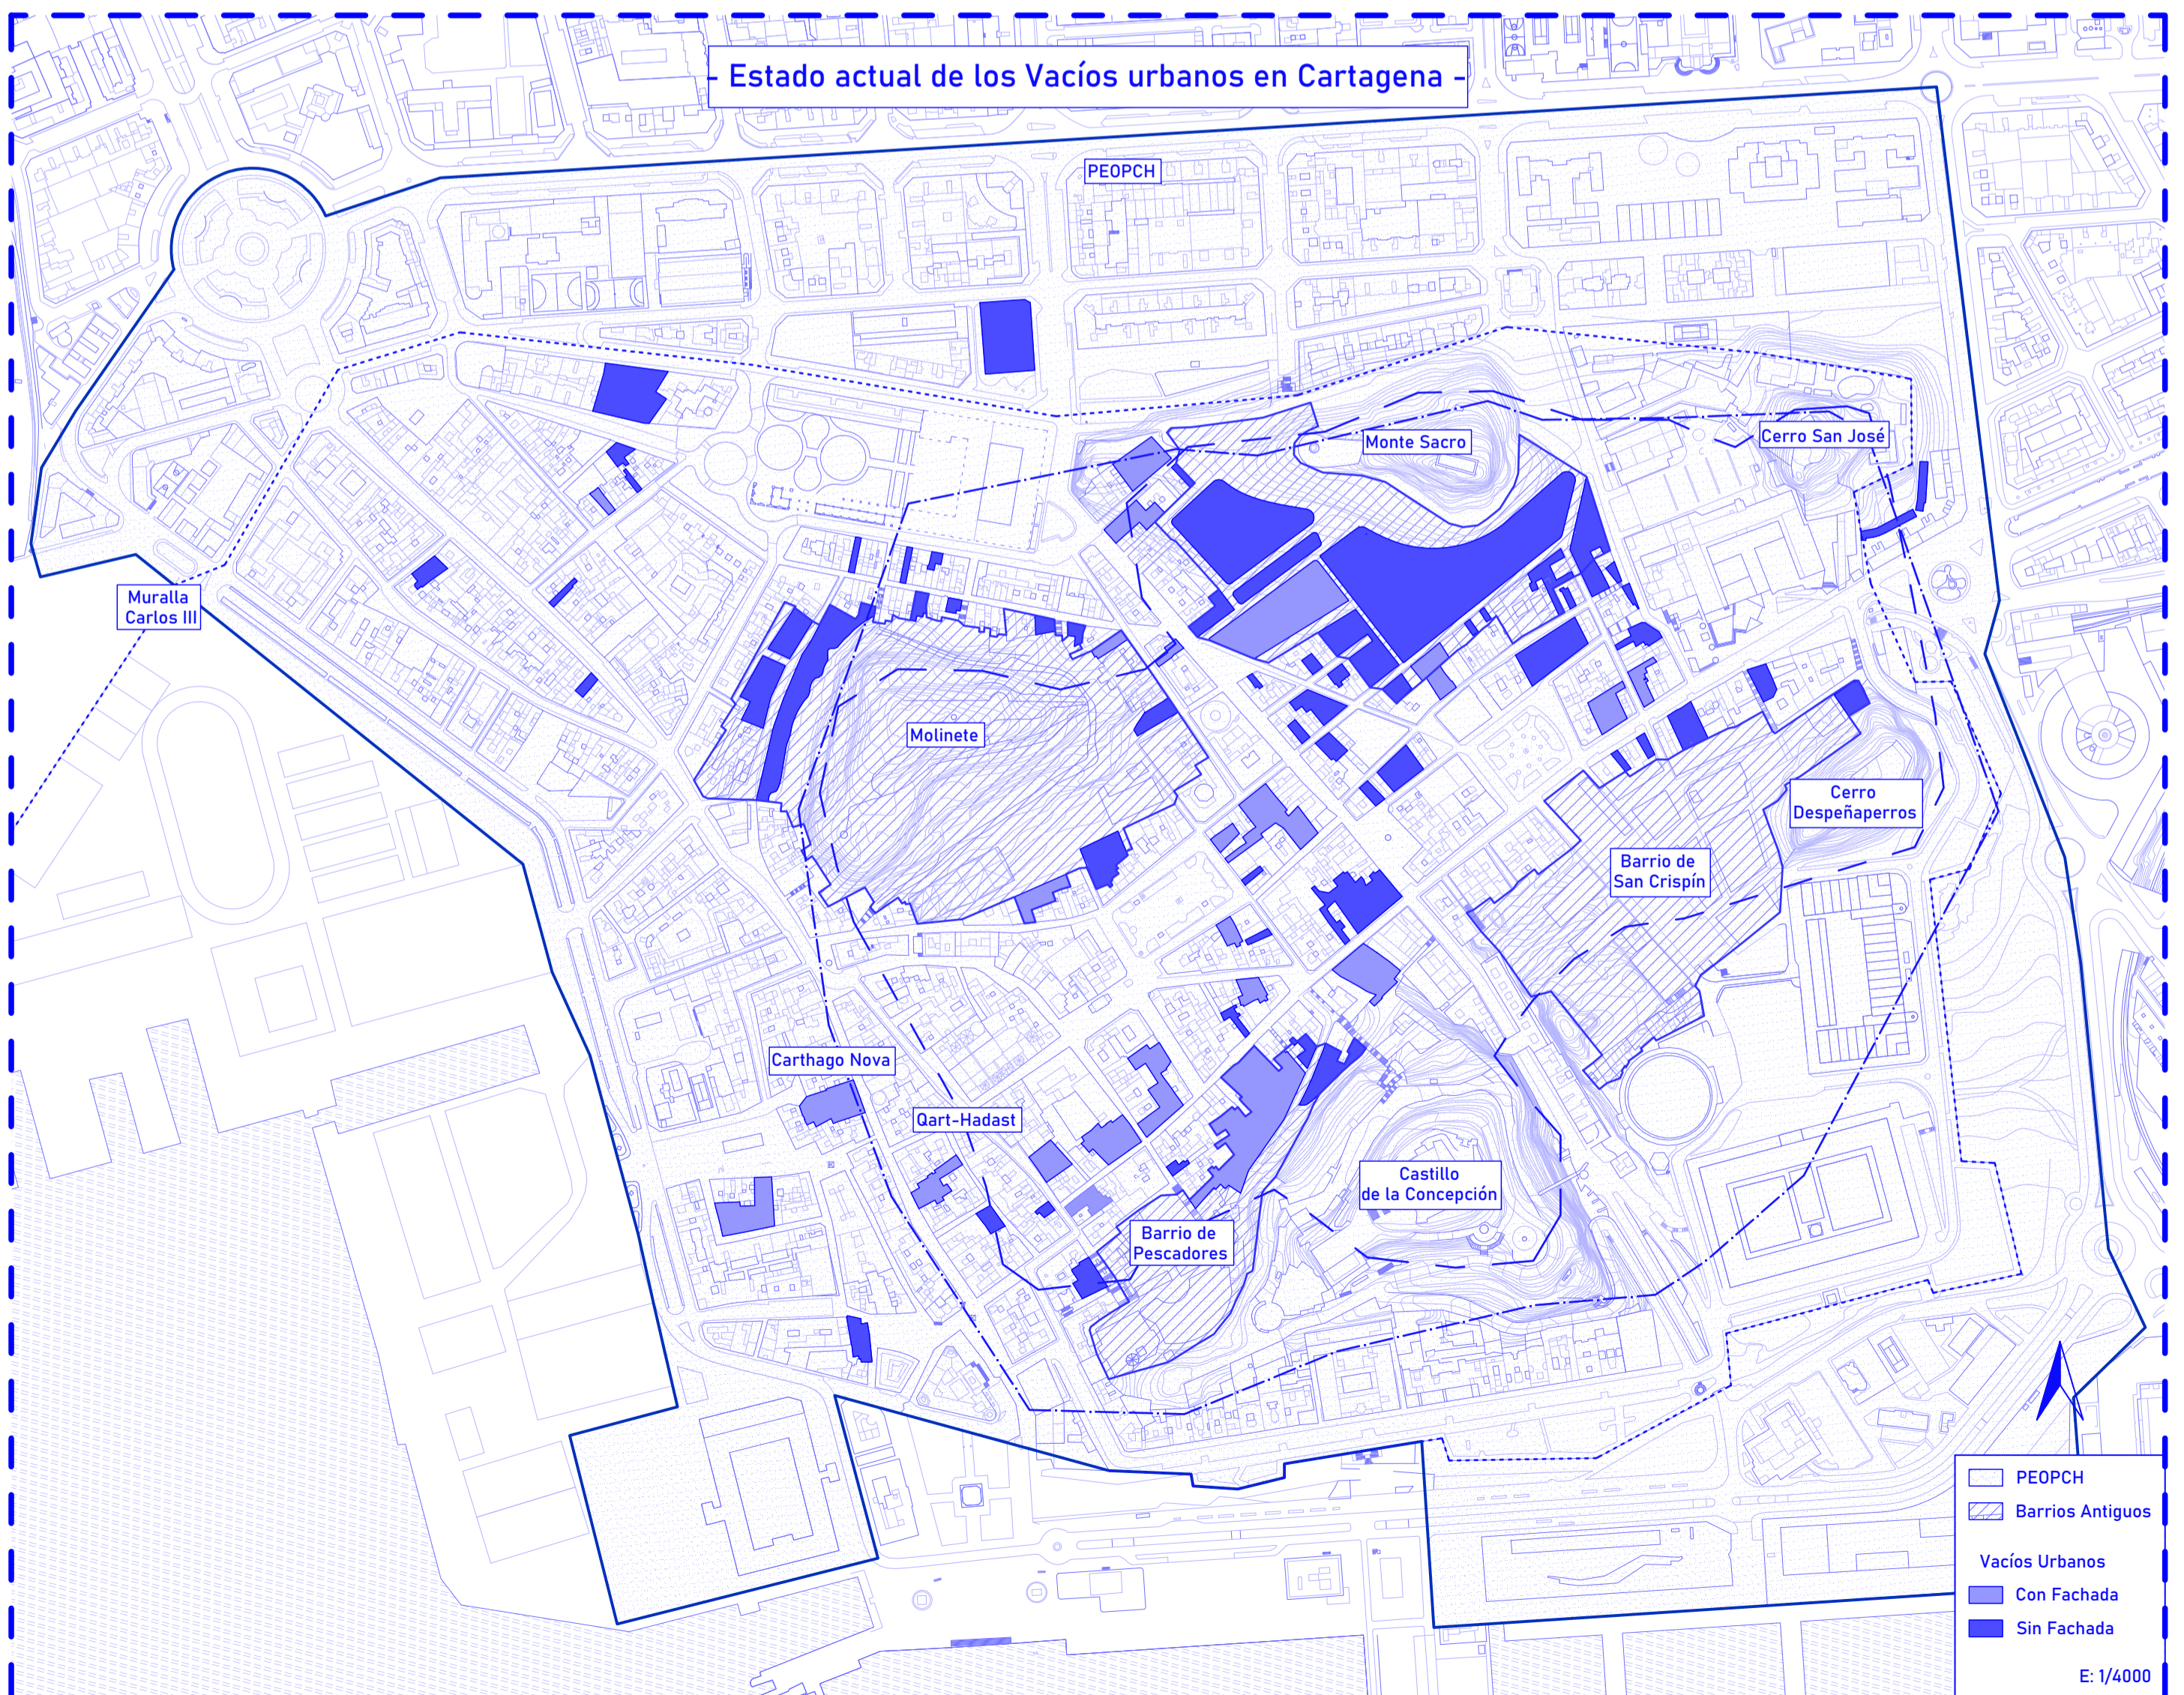 - Estado actual de los Vacíos urbanos en Cartagena -
PEOPCH
Monte Sacro
Cerro San José
Muralla
Carlos III
Molinete
Cerro
Despeñaperros
Barrio de
San Crispín
Carthago Nova
Qart-Hadast
Castillo
de la Concepción
Barrio de
Pescadores
PEOPCH
Barrios Antiguos
Vacíos Urbanos
Con Fachada
Sin Fachada
E: 1/4000